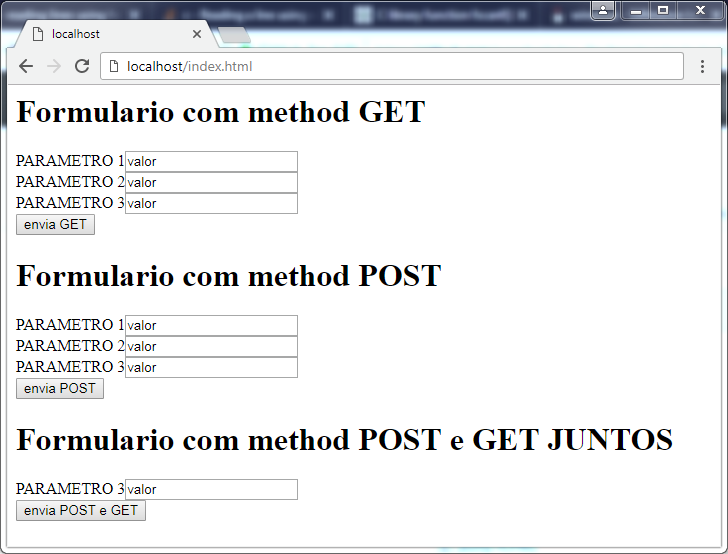 localhost
localhost/index.html
Formulario com method GET
PARAMETRO 1 valor
PARAMETRO 2 valor
PARAMETRO 3 valor
envia GET
Formulario com method POST
PARAMETRO 1 valor
PARAMETRO 2 valor
PARAMETRO 3 valor
envia POST
Formulario com method POST e GET JUNTOS
PARAMETRO 3 valor
envia POST e GET